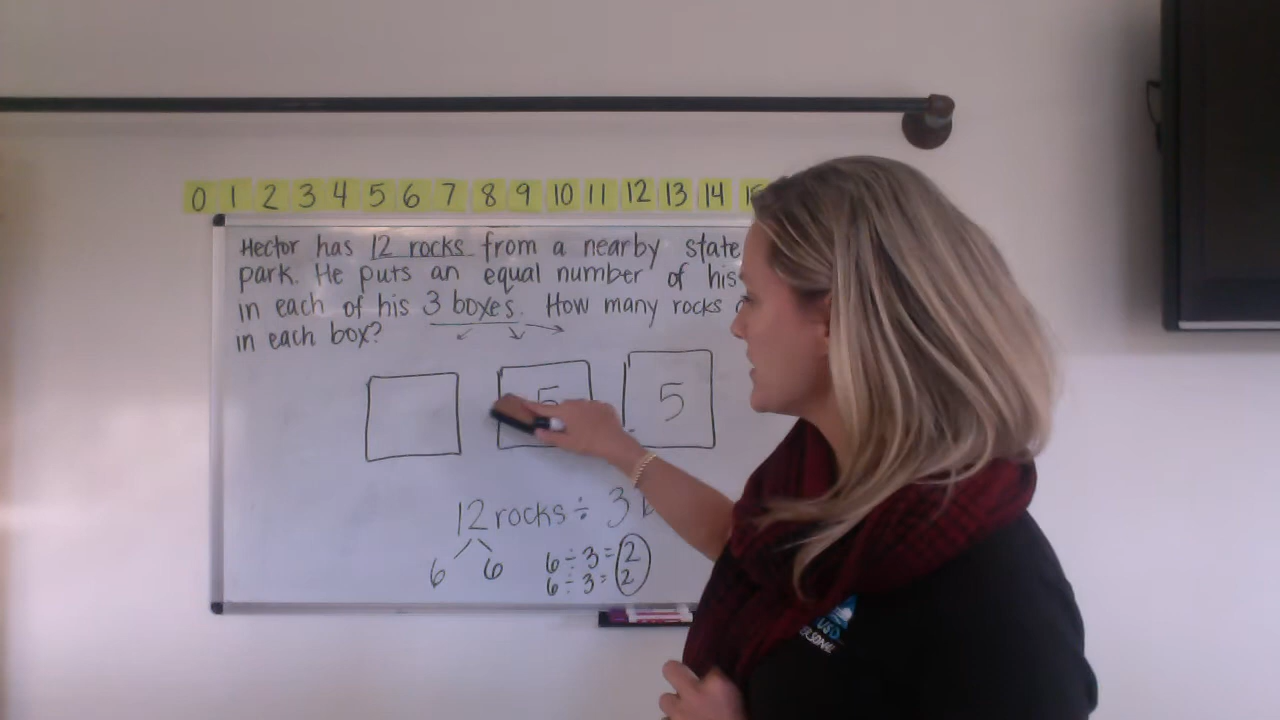 0 1 2 3 4 5 6 7 8 9 10 11 12 13 14
Hector has 12 rocks from a nearby state
park. He puts an equal number of his
in each of his 3 boxes. How many rocks
in each box?
5 5
12 rocks ÷ 3
6 6
6 ÷ 3 = 2
6 ÷ 3 = 2